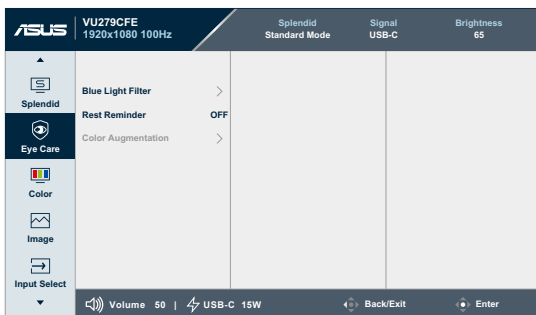 ASUS
VU279CFE
1920x1080 100Hz
Splendid
Standard Mode
Signal
USB-C
Brightness
65
Splendid
Eye Care
Color
Image
Input Select
Blue Light Filter
Rest Reminder OFF
Color Augmentation
Volume 50 | USB-C 15W
Back/Exit
Enter